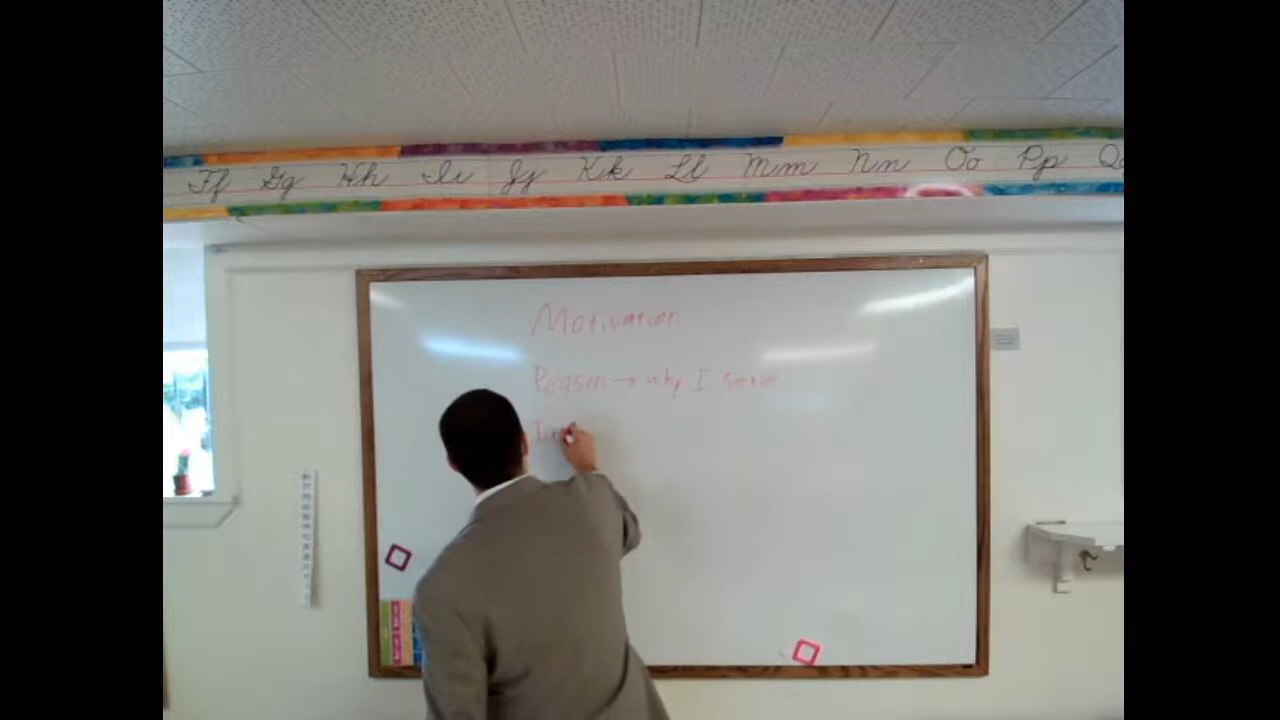 Ff Gg Hh Ii Jj Kk Ll Mm Nn Oo Pp Q
Motivation
Reason → why I serve
I